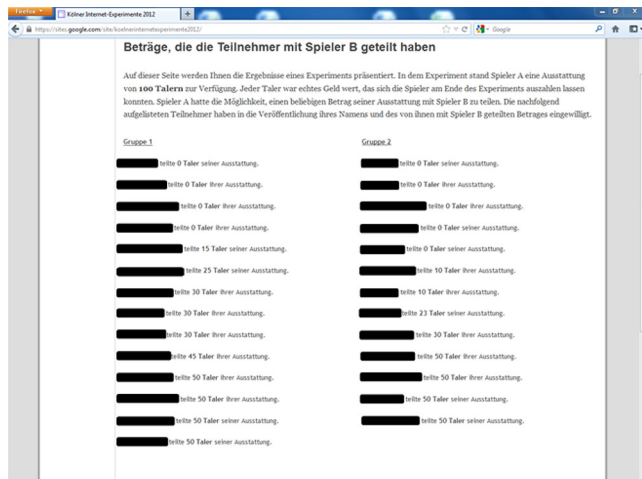 Firefox
Kölner Internet-Experimente 2012
https://sites.google.com/site/koelnerinternetexperimente2012/
Google
Beträge, die die Teilnehmer mit Spieler B geteilt haben
Auf dieser Seite werden Ihnen die Ergebnisse eines Experiments präsentiert. In dem Experiment stand Spieler A eine Ausstattung
von 100 Talern zur Verfügung. Jeder Taler war echtes Geld wert, das sich die Spieler am Ende des Experiments auszahlen lassen
konnten. Spieler A hatte die Möglichkeit, einen beliebigen Betrag seiner Ausstattung mit Spieler B zu teilen. Die nachfolgend
aufgelisteten Teilnehmer haben in die Veröffentlichung ihres Namens und des von ihnen mit Spieler B geteilten Betrages eingewilligt.
Gruppe 1
teilte 0 Taler seiner Ausstattung.
teilte 0 Taler ihrer Ausstattung.
teilte 0 Taler ihrer Ausstattung.
teilte 0 Taler ihrer Ausstattung.
teilte 15 Taler seiner Ausstattung.
teilte 25 Taler seiner Ausstattung.
teilte 30 Taler ihrer Ausstattung.
teilte 30 Taler ihrer Ausstattung.
teilte 30 Taler ihrer Ausstattung.
teilte 45 Taler ihrer Ausstattung.
teilte 50 Taler ihrer Ausstattung.
teilte 50 Taler ihrer Ausstattung.
teilte 50 Taler seiner Ausstattung.
teilte 50 Taler seiner Ausstattung.
Gruppe 2
teilte 0 Taler seiner Ausstattung.
teilte 0 Taler ihrer Ausstattung.
teilte 0 Taler ihrer Ausstattung.
teilte 0 Taler seiner Ausstattung.
teilte 0 Taler seiner Ausstattung.
teilte 10 Taler ihrer Ausstattung.
teilte 10 Taler ihrer Ausstattung.
teilte 23 Taler seiner Ausstattung.
teilte 30 Taler ihrer Ausstattung.
teilte 50 Taler ihrer Ausstattung.
teilte 50 Taler ihrer Ausstattung.
teilte 50 Taler seiner Ausstattung.
teilte 50 Taler seiner Ausstattung.